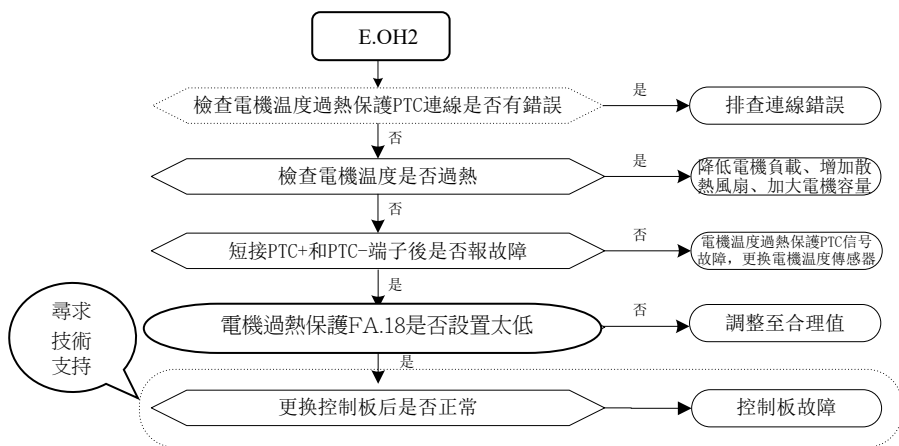 E.OH2
檢查電機温度過熱保護PTC連線是否有錯誤
是
排查連線錯誤
否
檢查電機温度是否過熱
是
降低電機負載、增加散
熱風扇、加大電機容量
否
短接PTC+和PTC-端子後是否報故障
否
電機温度過熱保護PTC信号
故障，更換電機温度傳感器
是
尋求
技術
支持
電機過熱保護FA.18是否設置太低
否
調整至合理值
是
更換控制板后是否正常
控制板故障